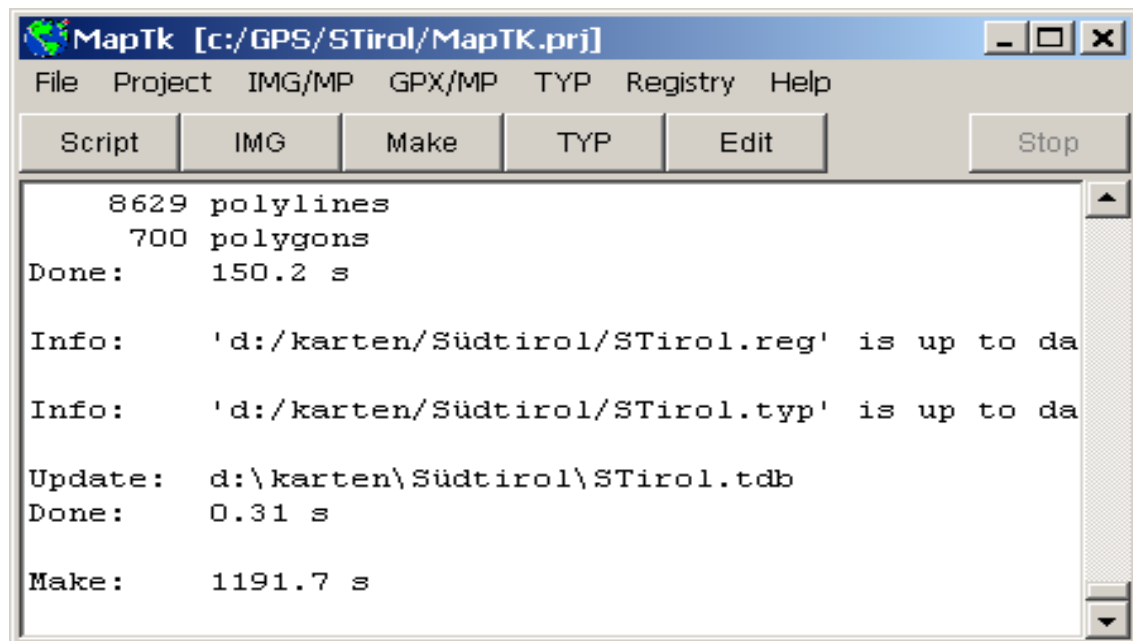 MapTk [c:/GPS/STirol/MapTK.prj]
File Project IMG/MP GPX/MP TYP Registry Help
Script IMG Make TYP Edit Stop
8629 polylines
700 polygons
Done: 150.2 s
Info: 'd:/karten/Südtirol/STirol.reg' is up to da
Info: 'd:/karten/Südtirol/STirol.typ' is up to da
Update: d:\karten\Südtirol\STirol.tdb
Done: 0.31 s
Make: 1191.7 s